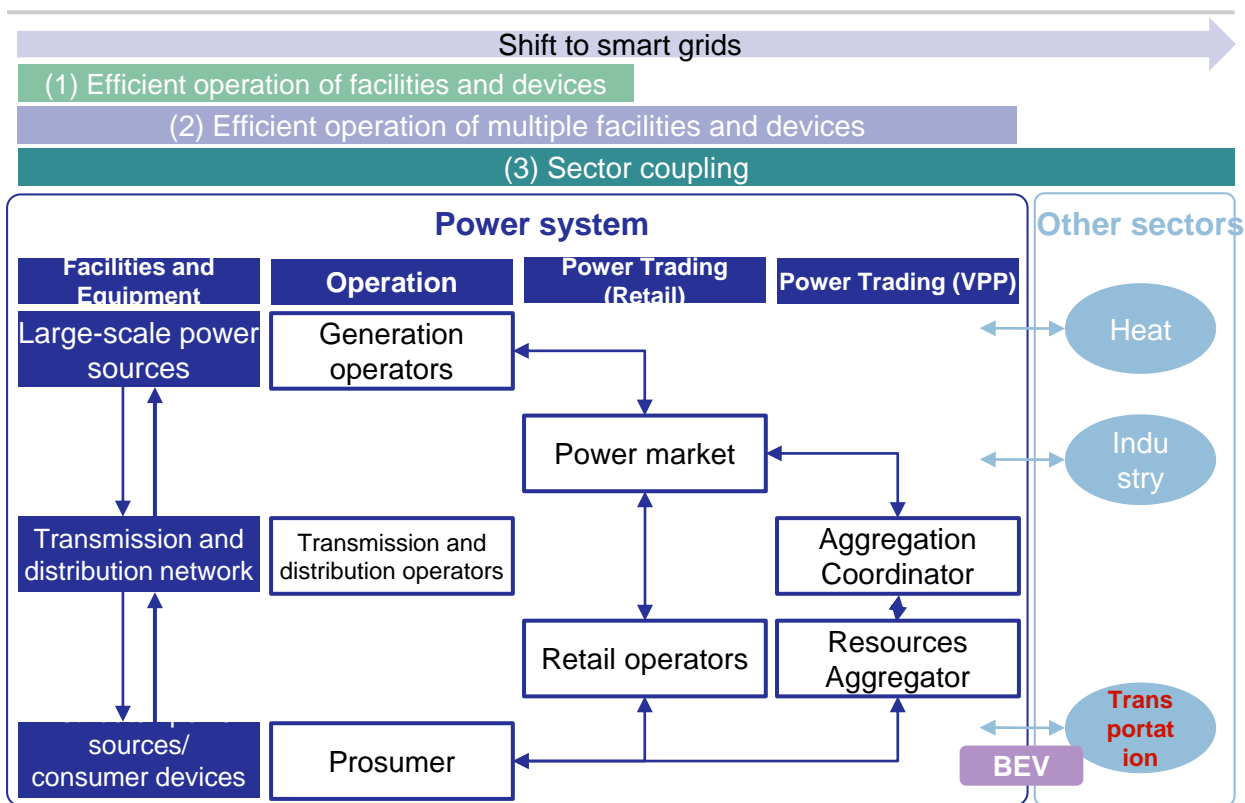 Shift to smart grids
(1) Efficient operation of facilities and devices
(2) Efficient operation of multiple facilities and devices
(3) Sector coupling
Power system
Other sectors
Facilities and
Equipment
Operation
Power Trading
(Retail)
Power Trading (VPP)
Large-scale power
sources
Generation
operators
Heat
Power market
Indu
stry
Transmission and
distribution network
Transmission and
distribution operators
Aggregation
Coordinator
Retail operators
Resources
Aggregator
sources/
consumer devices
Prosumer
Trans
portat
ion
BEV